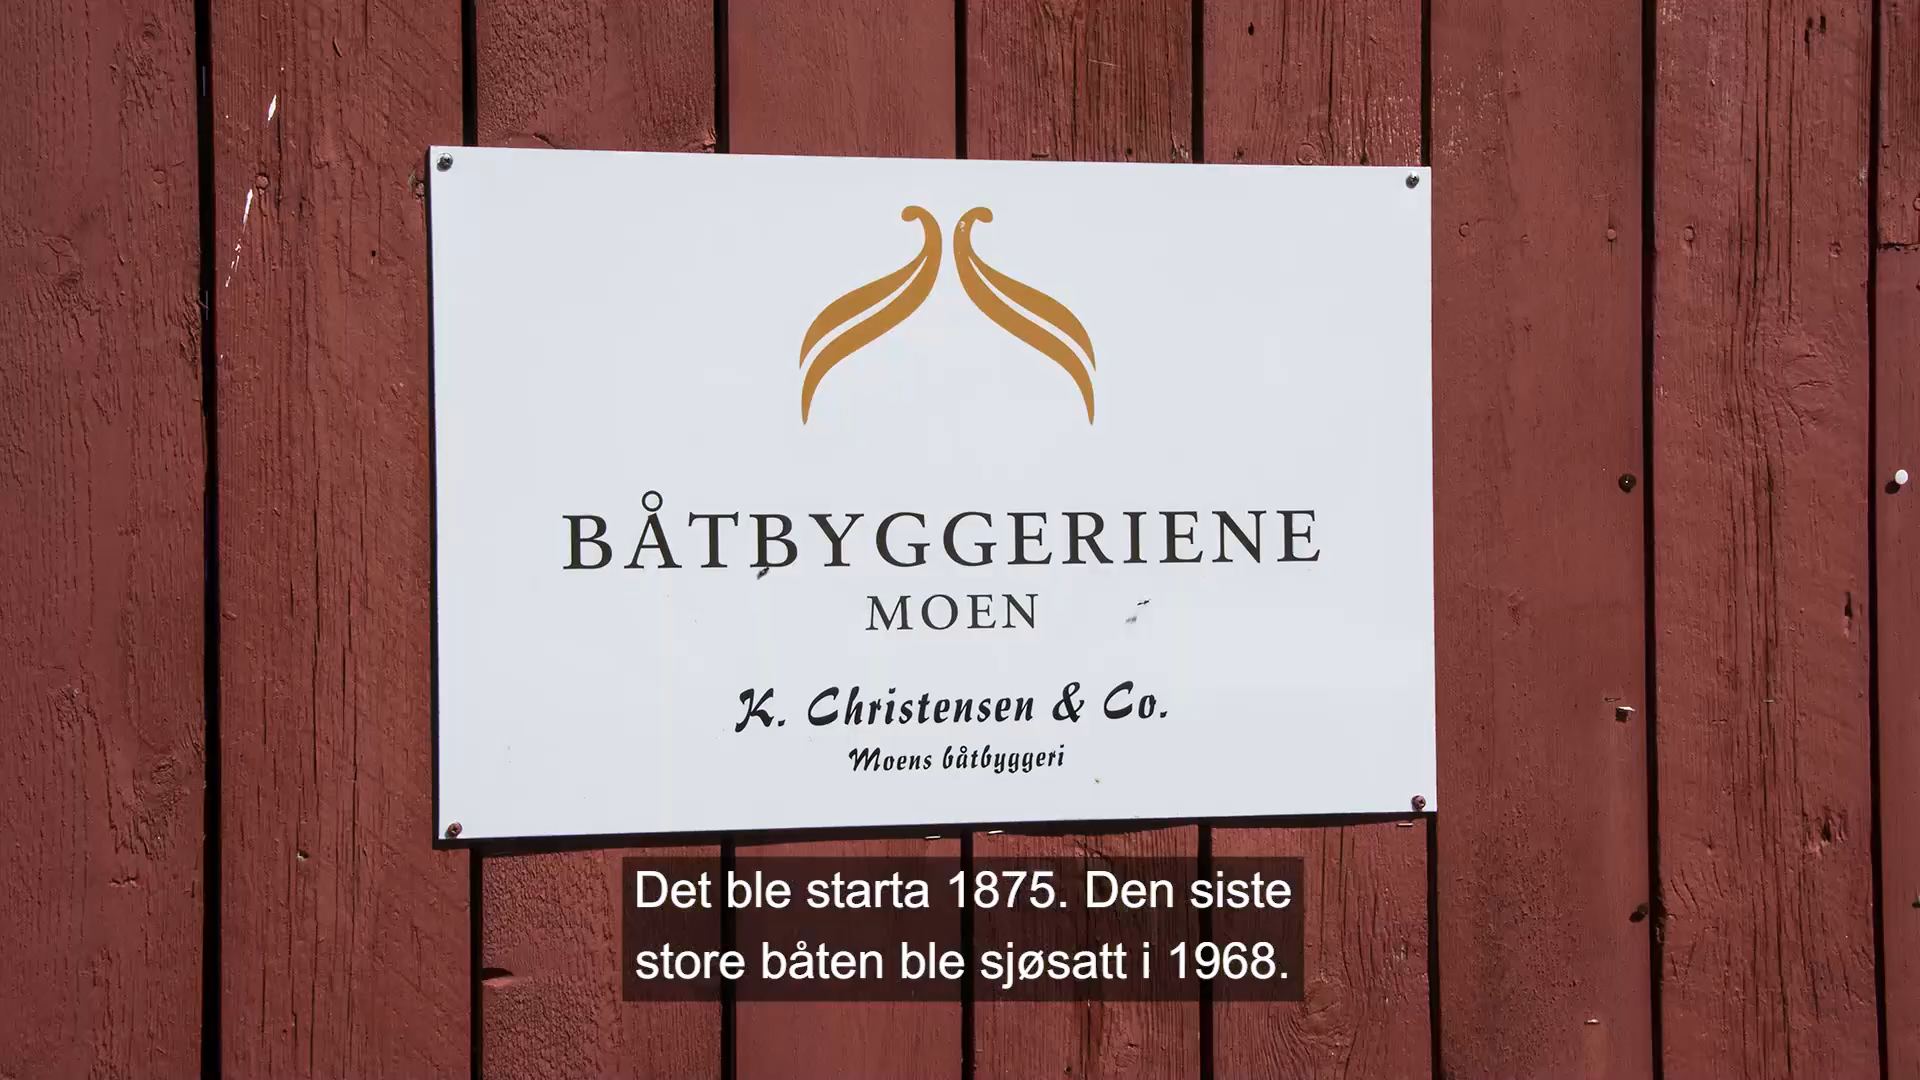 BÅTBYGGERIENE
MOEN
K. Christensen & Co.
Moens båtbyggeri
Det ble starta 1875. Den siste
store båten ble sjøsatt i 1968.